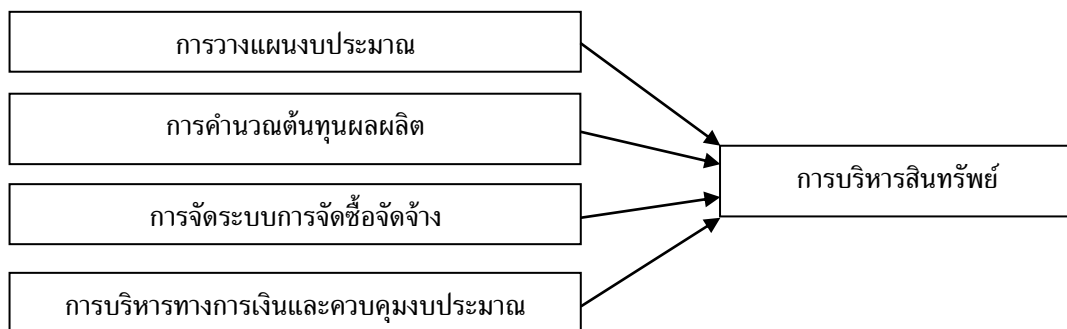 การวางแผนงบประมาณ
การคำนวณต้นทุนผลผลิต
การจัดระบบการจัดซื้อจัดจ้าง
การบริหารทางการเงินและควบคุมงบประมาณ
การบริหารสินทรัพย์